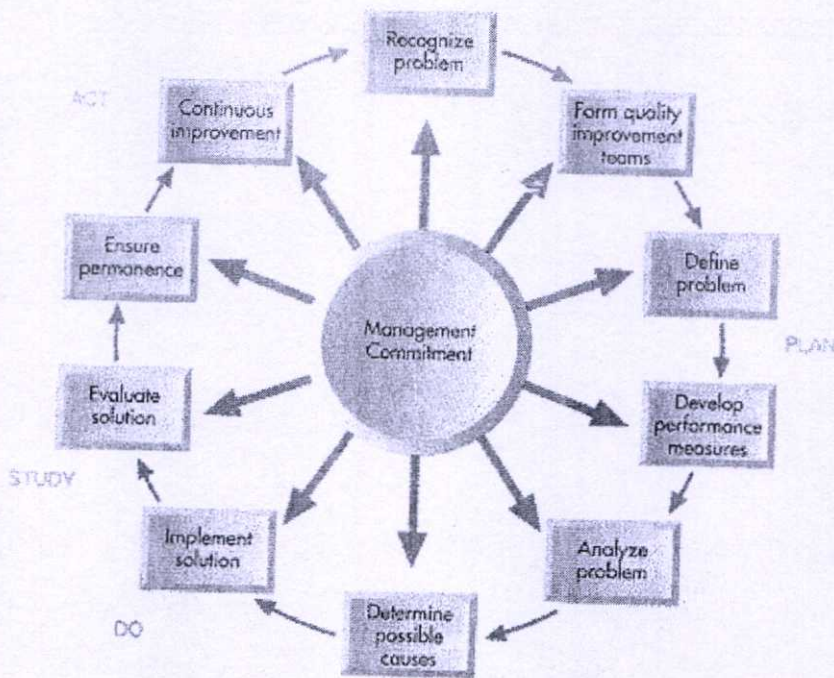 Recognize
problem
Form quality
improvement
teams
Define
problem
PLAN
Develop
performance
measures
Analyze
problem
Determine
possible
causes
Implement
solution
DO
STUDY
Evaluate
solution
Ensure
permanence
ACT
Continuous
improvement
Management
Commitment